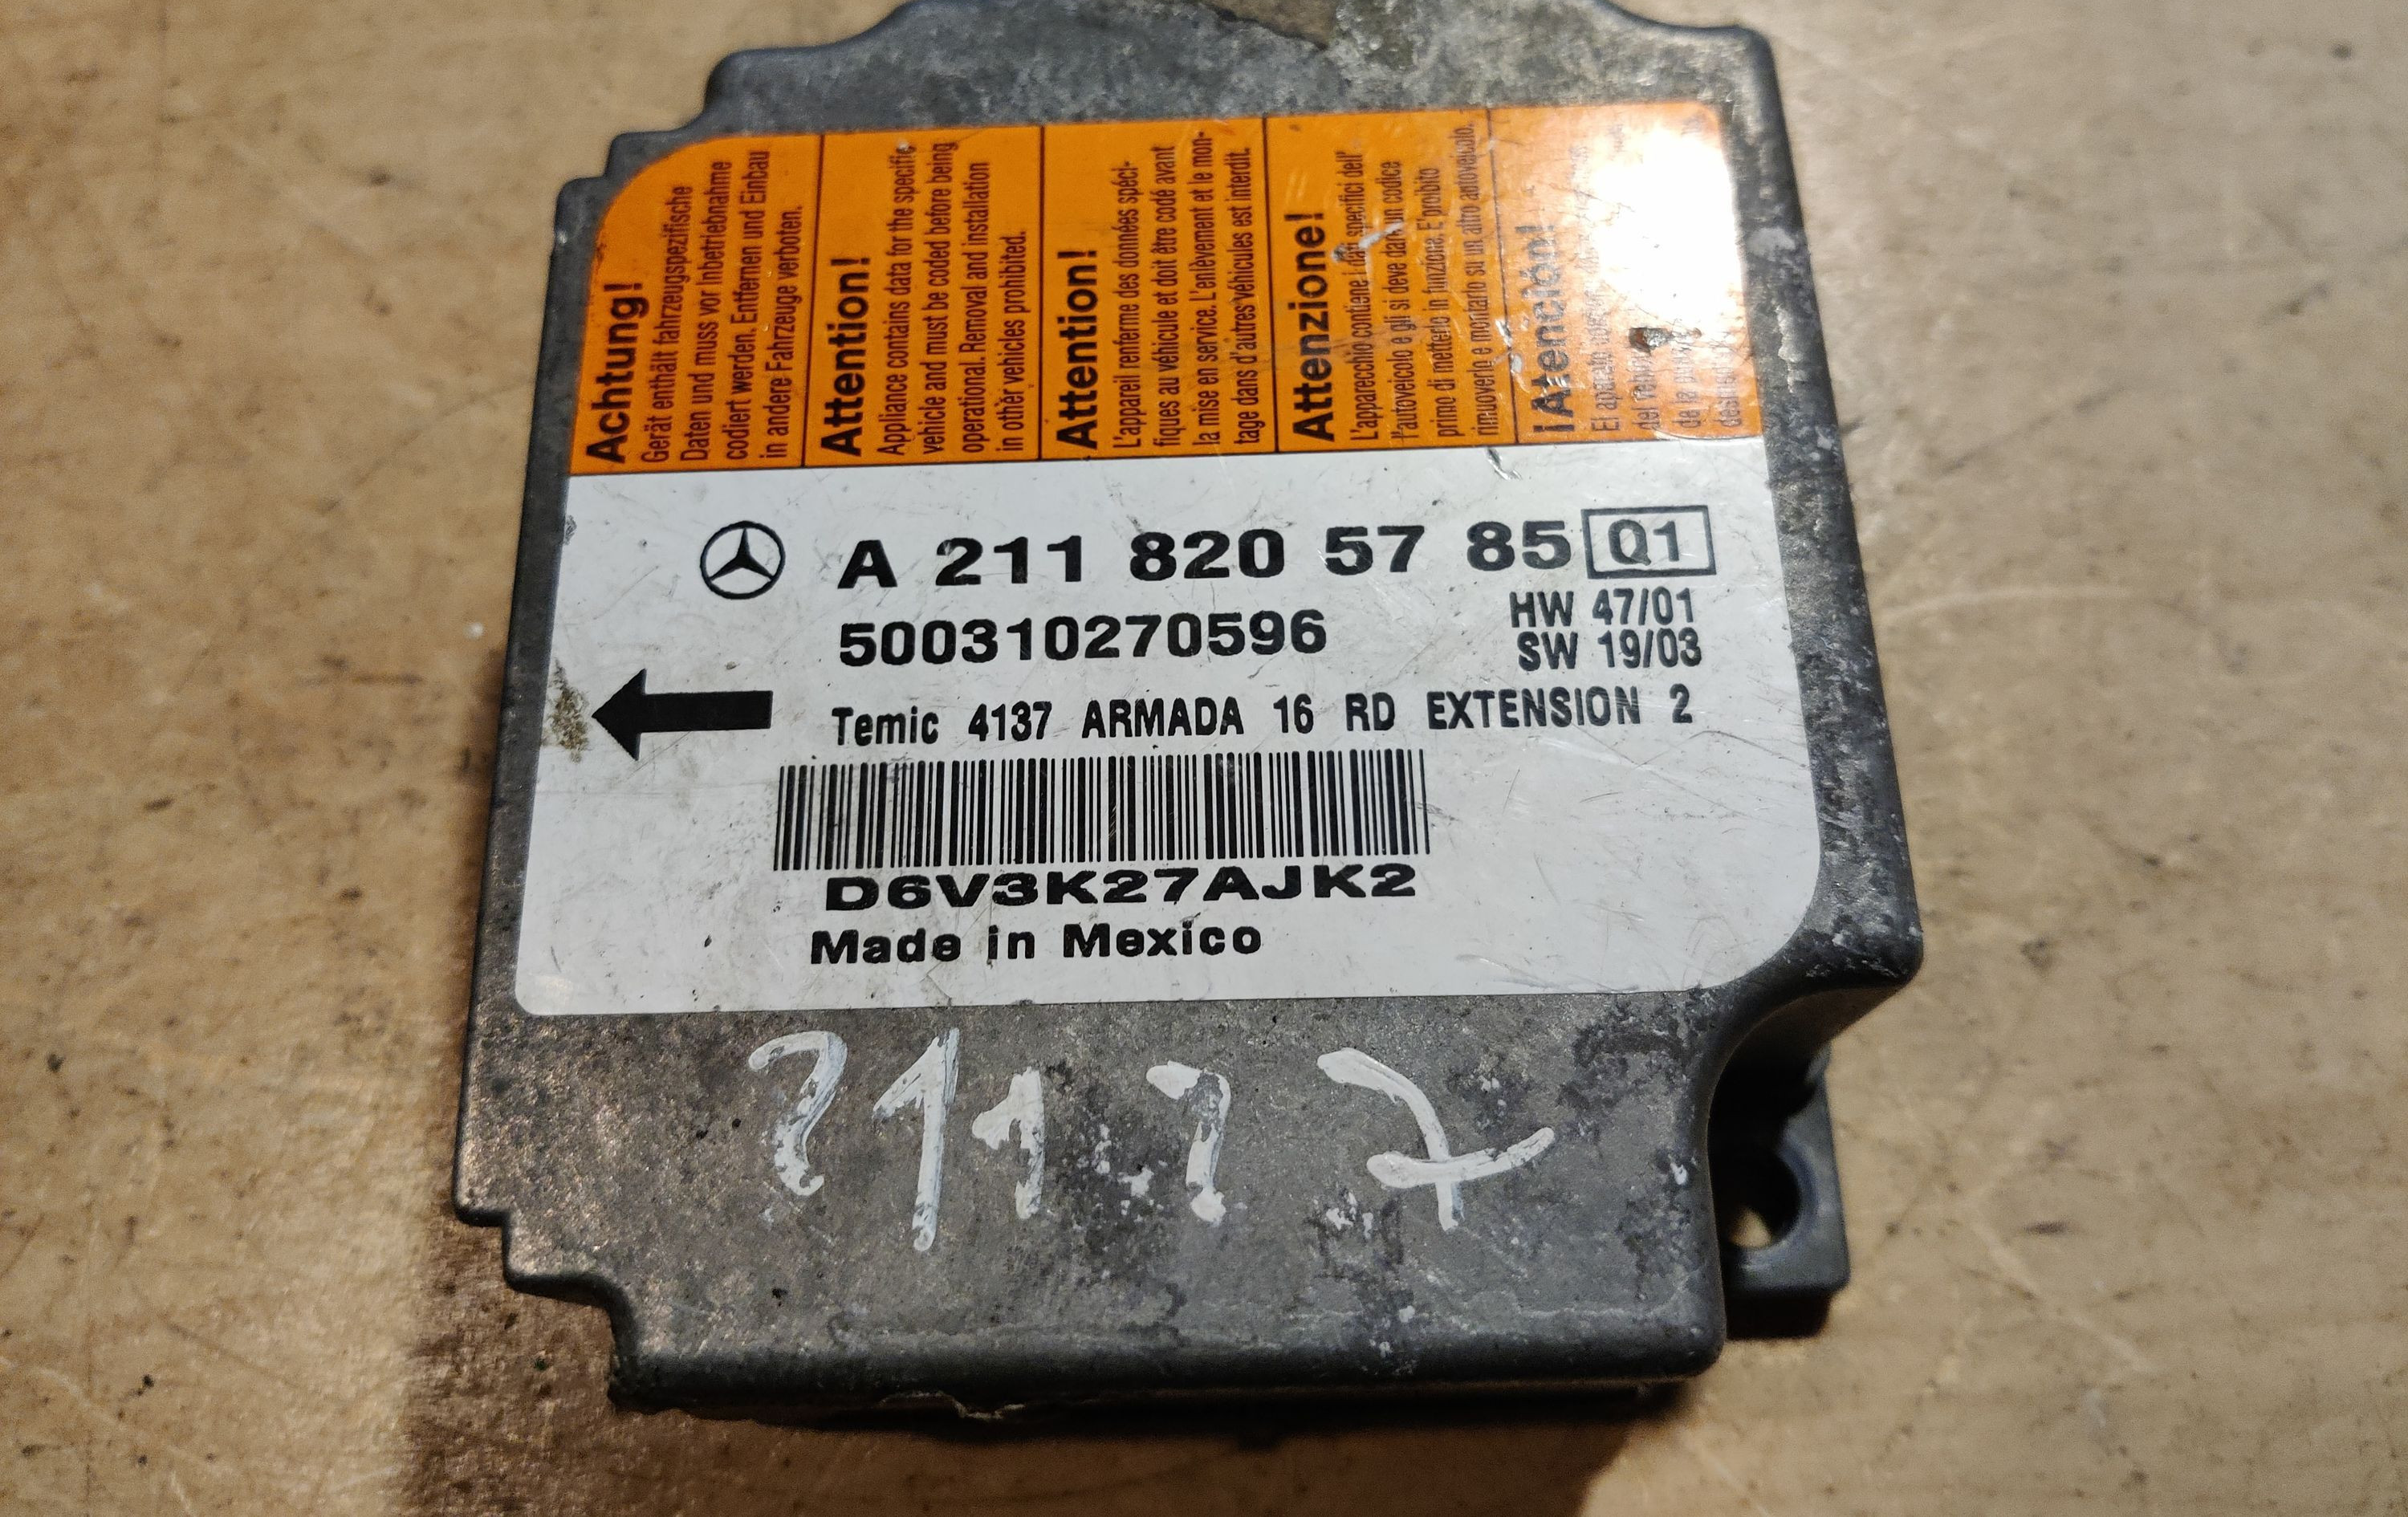 Achtung!
Gerät enthält fahrzeugspezifische
Daten und muss vor Inbetriebnahme
codiert werden. Entfernen und Einbau
in andere Fahrzeuge verboten.
Attention!
Appliance contains data for the specific
vehicle and must be coded before being
operational. Removal and installation
in other vehicles prohibited.
Attention!
L'appareil renferme des données spéci-
fiques au véhicule et doit être codé avant
la mise en service. L'enlèvement et le mon-
tage dans d'autres véhicules est interdit.
Attenzione!
L'apparecchio contiene i dati specifici dell'
l'autoveicolo e gli si deve dare un codice
primo di metterlo in funziona. E' proibito
rimuoverlo e montarlo su un altro autoveicolo.
¡Atención!
El aparato
del
de la
A 211 820 57 85 Q1
500310270596 HW 47/01
SW 19/03
Temic 4137 ARMADA 16 RD EXTENSION 2
D6V3K27AJK2
Made in Mexico